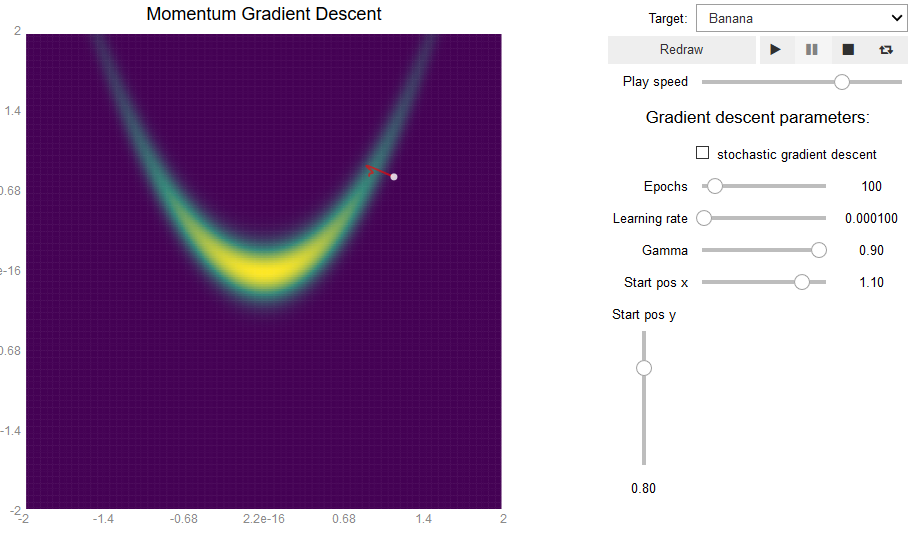 Momentum Gradient Descent
2
1.4
0.68
e-16
0.68
-1.4
-2
-2
-1.4
-0.68
2.2e-16
0.68
1.4
2
Target: Banana
Redraw
Play speed
Gradient descent parameters:
stochastic gradient descent
Epochs 100
Learning rate 0.000100
Gamma 0.90
Start pos x 1.10
Start pos y
0.80